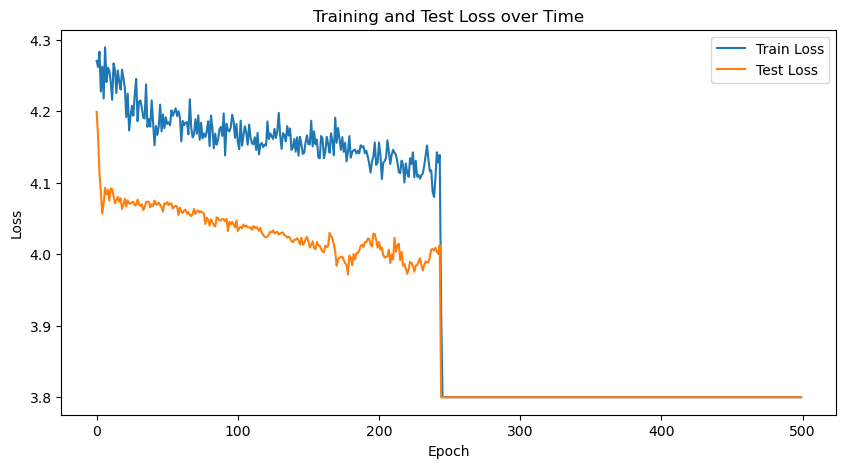 Training and Test Loss over Time
Train Loss
Test Loss
4.3
4.2
4.1
4.0
3.9
3.8
Loss
0
100
200
300
400
500
Epoch